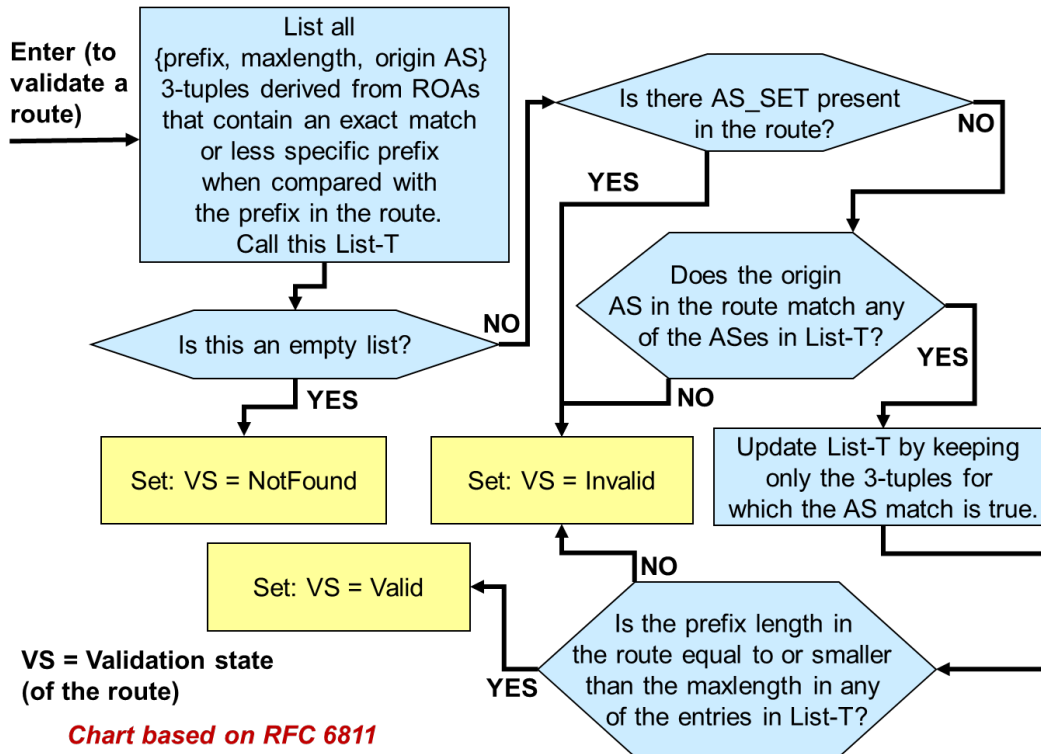 Enter (to
validate a
route)
List all
{prefix, maxlength, origin AS}
3-tuples derived from ROAs
that contain an exact match
or less specific prefix
when compared with
the prefix in the route.
Call this List-T
Is this an empty list?
NO
YES
Set: VS = NotFound
Is there AS_SET present
in the route?
NO
YES
Does the origin
AS in the route match any
of the ASes in List-T?
YES
NO
Set: VS = Invalid
Update List-T by keeping
only the 3-tuples for
which the AS match is true.
Is the prefix length in
the route equal to or smaller
than the maxlength in any
of the entries in List-T?
NO
YES
Set: VS = Valid
VS = Validation state
(of the route)
Chart based on RFC 6811